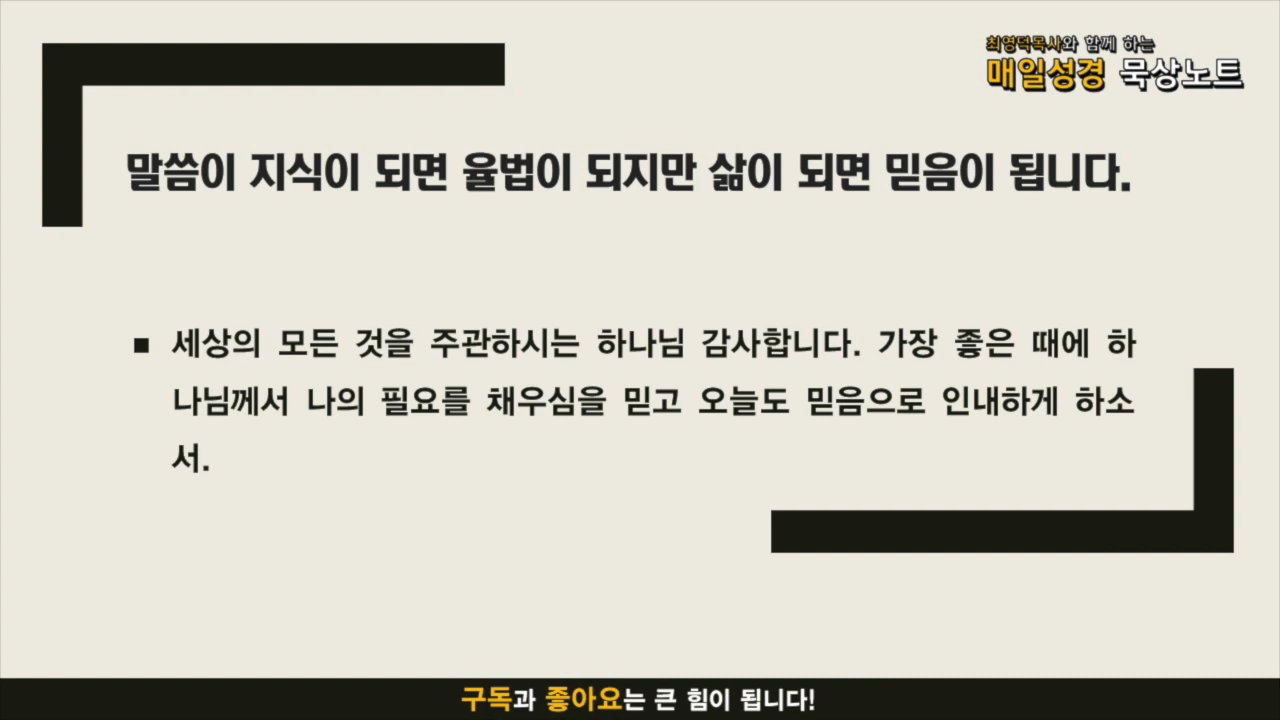 최영덕목사와 함께 하는
매일성경 묵상노트
말씀이 지식이 되면 율법이 되지만 삶이 되면 믿음이 됩니다.
■ 세상의 모든 것을 주관하시는 하나님 감사합니다. 가장 좋은 때에 하
나님께서 나의 필요를 채우심을 믿고 오늘도 믿음으로 인내하게 하소
서.
구독과 좋아요는 큰 힘이 됩니다!